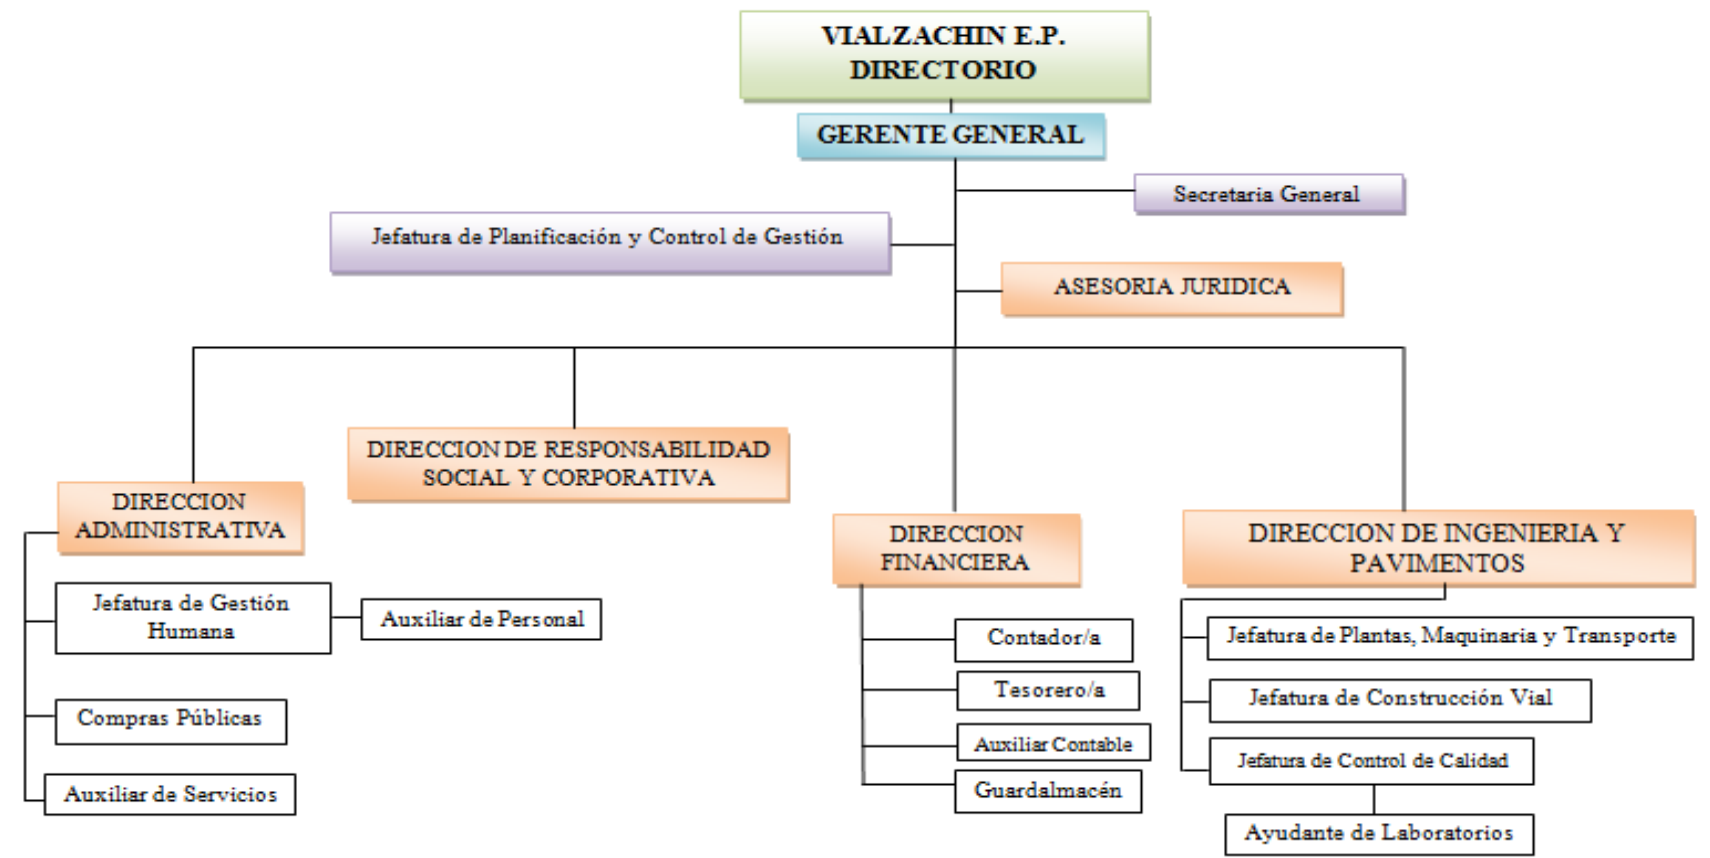 VIALZACHIN E.P.
DIRECTORIO
GERENTE GENERAL
Secretaria General
Jefatura de Planificación y Control de Gestión
ASESORIA JURIDICA
DIRECCION DE RESPONSABILIDAD
SOCIAL Y CORPORATIVA
DIRECCION
ADMINISTRATIVA
Jefatura de Gestión
Humana
Auxiliar de Personal
Compras Públicas
Auxiliar de Servicios
DIRECCION
FINANCIERA
Contador/a
Tesorero/a
Auxiliar Contable
Guardalmacén
DIRECCION DE INGENIERIA Y
PAVIMENTOS
Jefatura de Plantas, Maquinaria y Transporte
Jefatura de Construcción Vial
Jefatura de Control de Calidad
Ayudante de Laboratorios